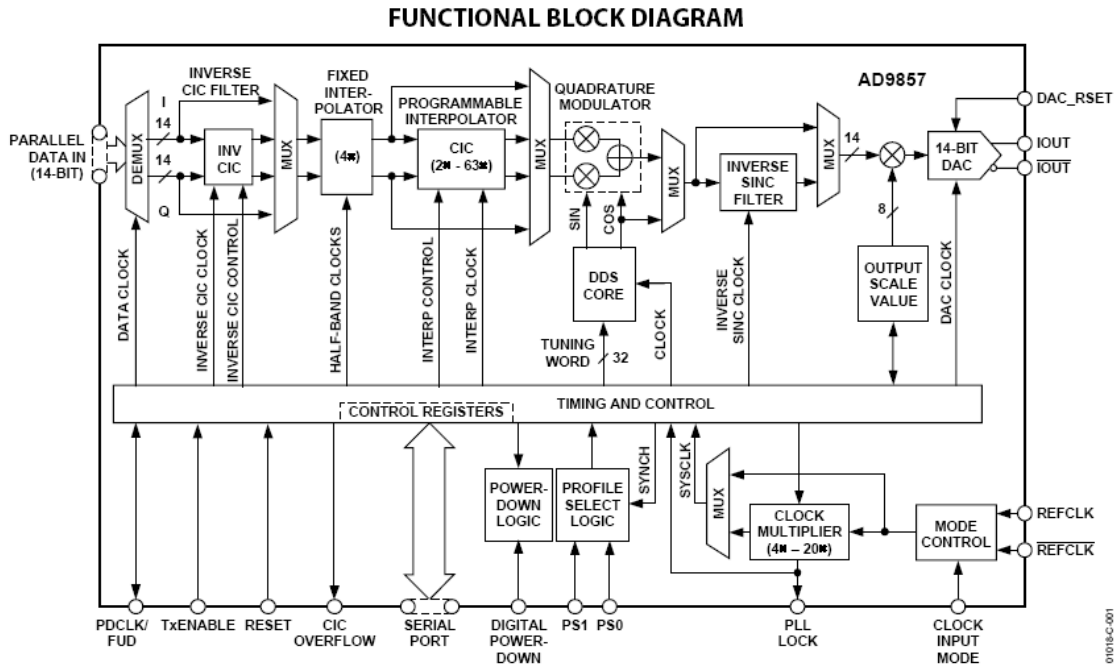 FUNCTIONAL BLOCK DIAGRAM
AD9857
PARALLEL
DATA IN
(14-BIT)
DEMUX
I
14
14
Q
INVERSE
CIC FILTER
INV
CIC
MUX
FIXED
INTER-
POLATOR
(4×)
PROGRAMMABLE
INTERPOLATOR
CIC
(2× - 63×)
MUX
QUADRATURE
MODULATOR
SIN
COS
MUX
INVERSE
SINC
FILTER
MUX
14
8
14-BIT
DAC
DAC_RSET
IOUT
IOUT
DATA CLOCK
INVERSE CIC CLOCK
INVERSE CIC CONTROL
HALF-BAND CLOCKS
INTERP CONTROL
INTERP CLOCK
DDS
CORE
TUNING
WORD
32
CLOCK
INVERSE
SINC CLOCK
OUTPUT
SCALE
VALUE
DAC CLOCK
TIMING AND CONTROL
CONTROL REGISTERS
POWER-
DOWN
LOGIC
PROFILE
SELECT
LOGIC
SYNCH
SYSCLK
MUX
CLOCK
MULTIPLIER
(4× – 20×)
MODE
CONTROL
REFCLK
REFCLK
PDCLK/
FUD
TxENABLE
RESET
CIC
OVERFLOW
SERIAL
PORT
DIGITAL
POWER-
DOWN
PS1
PS0
PLL
LOCK
CLOCK
INPUT
MODE
01018-C-001